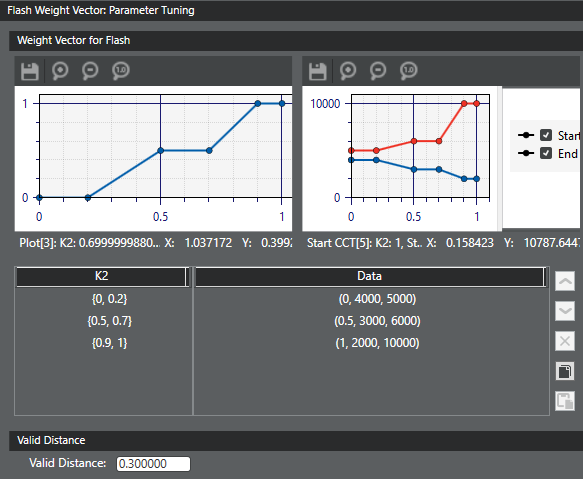 Flash Weight Vector: Parameter Tuning
Weight Vector for Flash
1.0
1.0
1
0
0
0.5
1
10000
0
0
0.5
1
Start
End
Plot[3]: K2: 0.6999999880... X: 1.037172 Y: 0.3992
Start CCT[5]: K2: 1, St.. X: 0.158423 Y: 10787.6447
K2 Data
{0, 0.2} (0, 4000, 5000)
{0.5, 0.7} (0.5, 3000, 6000)
{0.9, 1} (1, 2000, 10000)
Valid Distance
Valid Distance: 0.300000